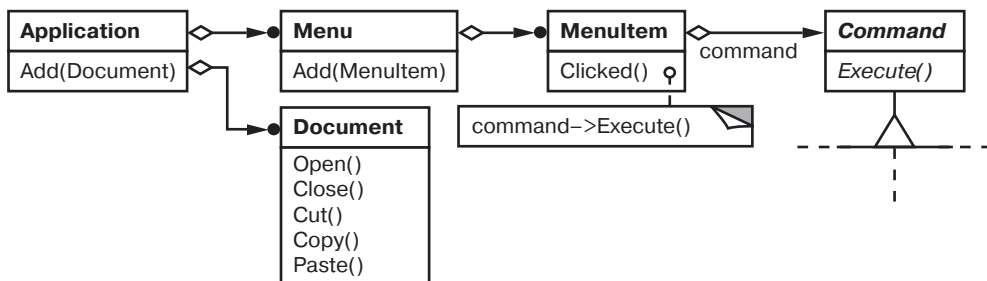 Application
Add(Document)
Menu
Add(MenuItem)
MenuItem
Clicked()
command
Command
Execute()
command–>Execute()
Document
Open()
Close()
Cut()
Copy()
Paste()